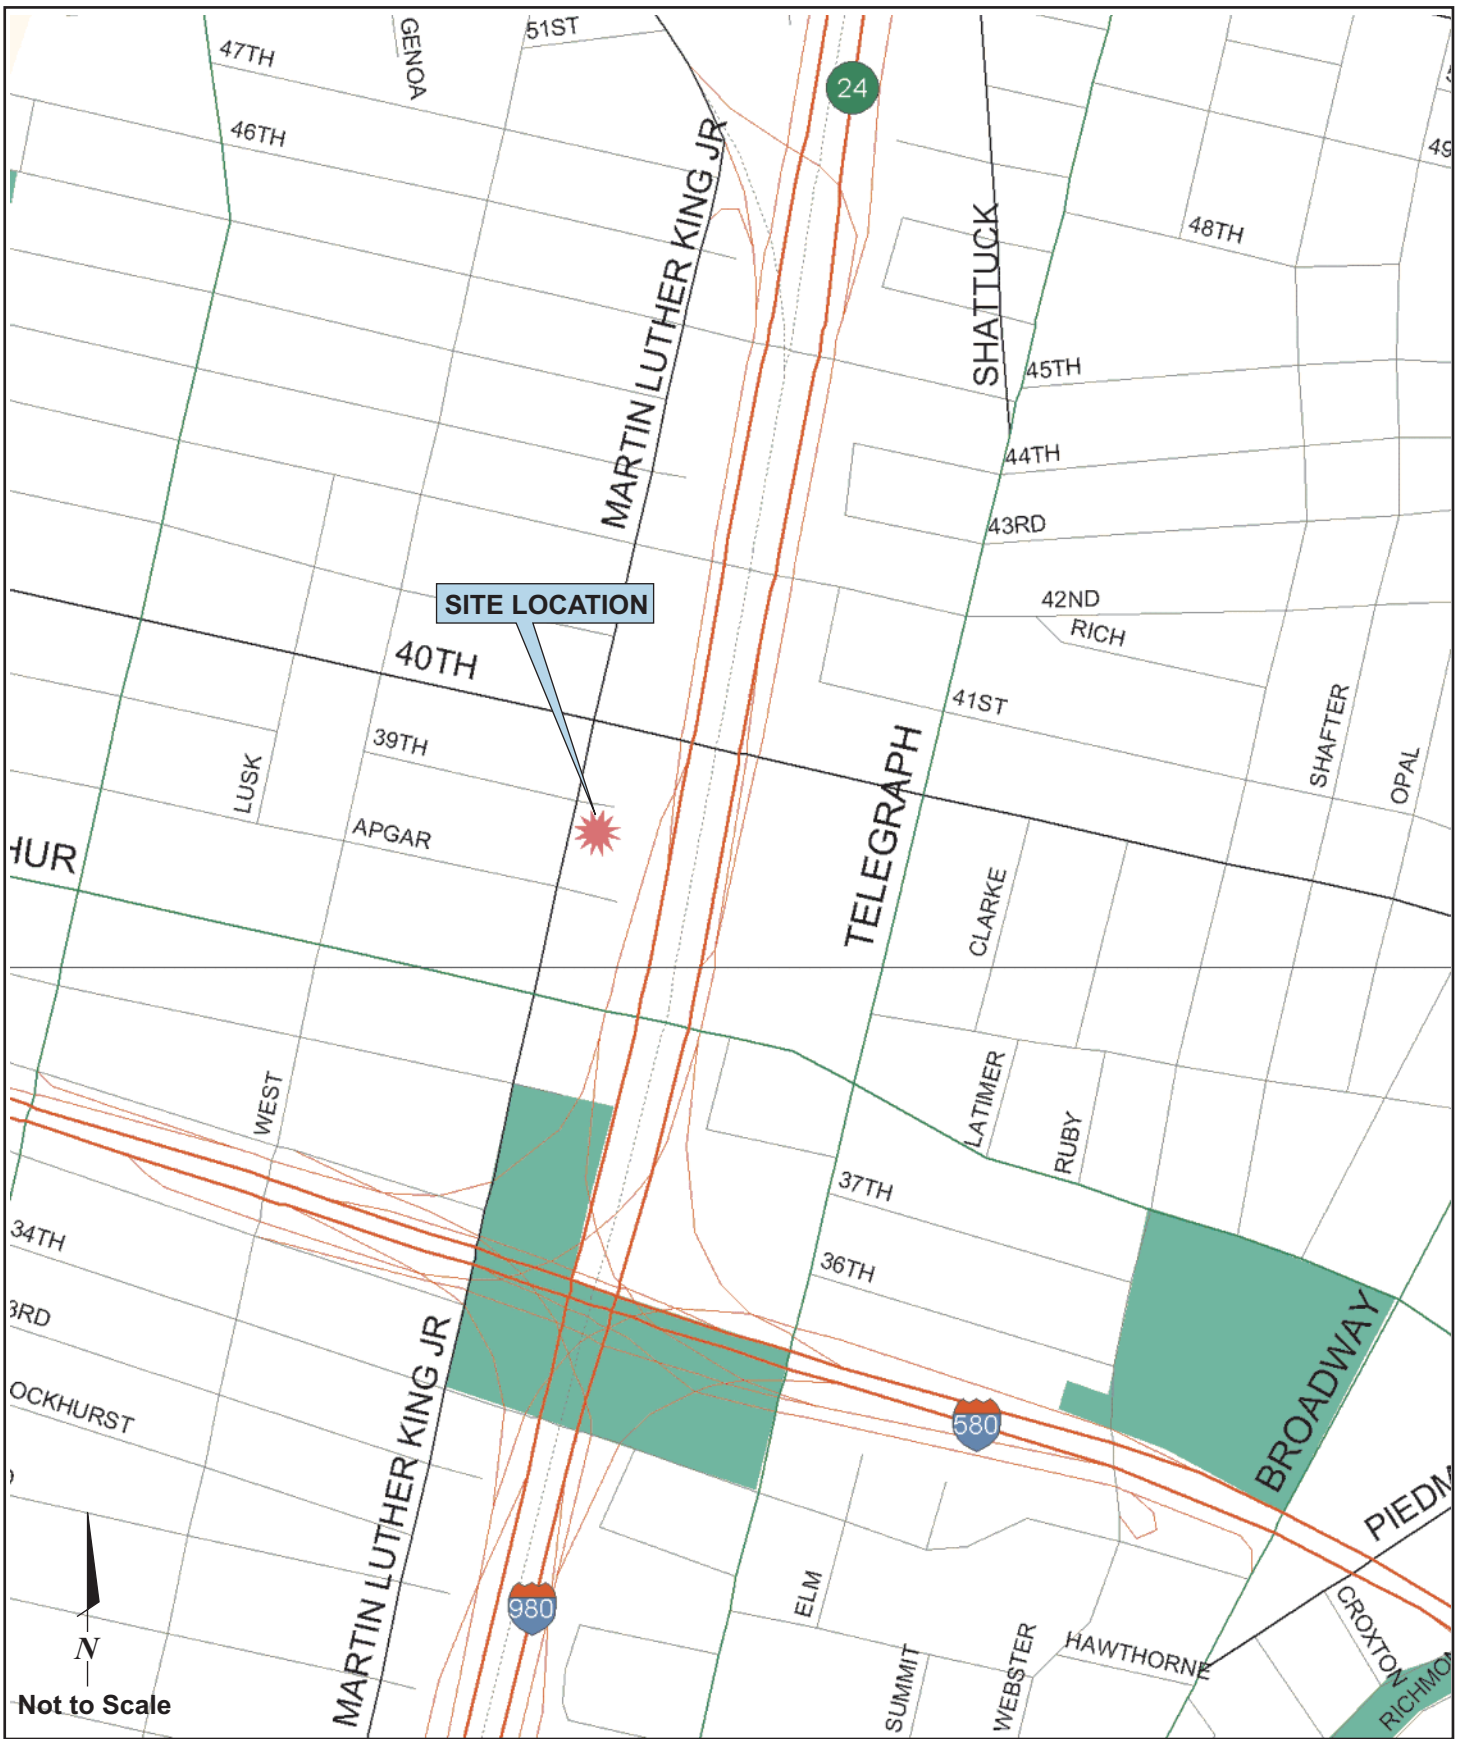 51ST
GENOA
47TH
24
46TH
49
MARTIN LUTHER KING JR
SHATTUCK
48TH
45TH
44TH
43RD
SITE LOCATION
42ND
RICH
40TH
41ST
SHAFTER
39TH
TELEGRAPH
OPAL
LUSK
APGAR
HUR
CLARKE
LATIMER
WEST
RUBY
37TH
34TH
36TH
3RD
BROADWAY
MARTIN LUTHER KING JR
OCKHURST
580
PIEDM
ELM
980
CROXTON
N
WEBSTER
HAWTHORNE
SUMMIT
RICHMON
Not to Scale